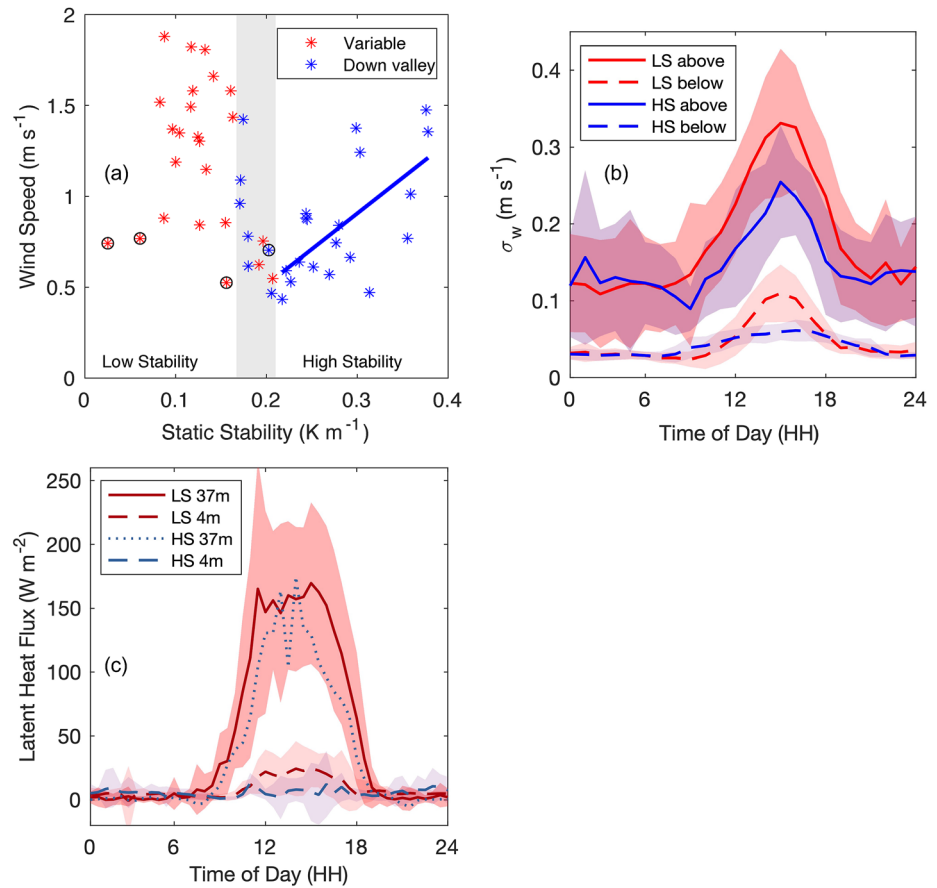 2
1.5
1
0.5
0
Wind Speed (m s⁻¹)
Variable
Down valley
(a)
Low Stability
High Stability
0.1
0.2
0.3
0.4
Static Stability (K m⁻¹)
0.4
0.3
0.2
0.1
0
σw (m s⁻¹)
LS above
LS below
HS above
HS below
(b)
0
6
12
18
24
Time of Day (HH)
250
200
150
100
50
0
Latent Heat Flux (W m⁻²)
LS 37m
LS 4m
HS 37m
HS 4m
(c)
0
6
12
18
24
Time of Day (HH)